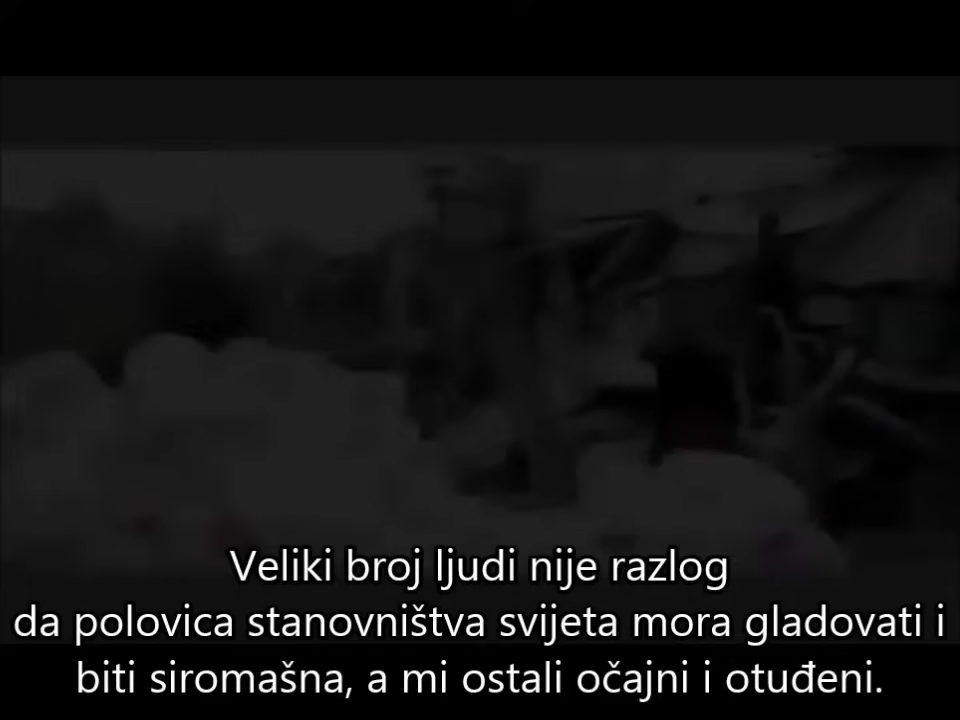 Veliki broj ljudi nije razlog
da polovica stanovništva svijeta mora gladovati i
biti siromašna, a mi ostali očajni i otuđeni.